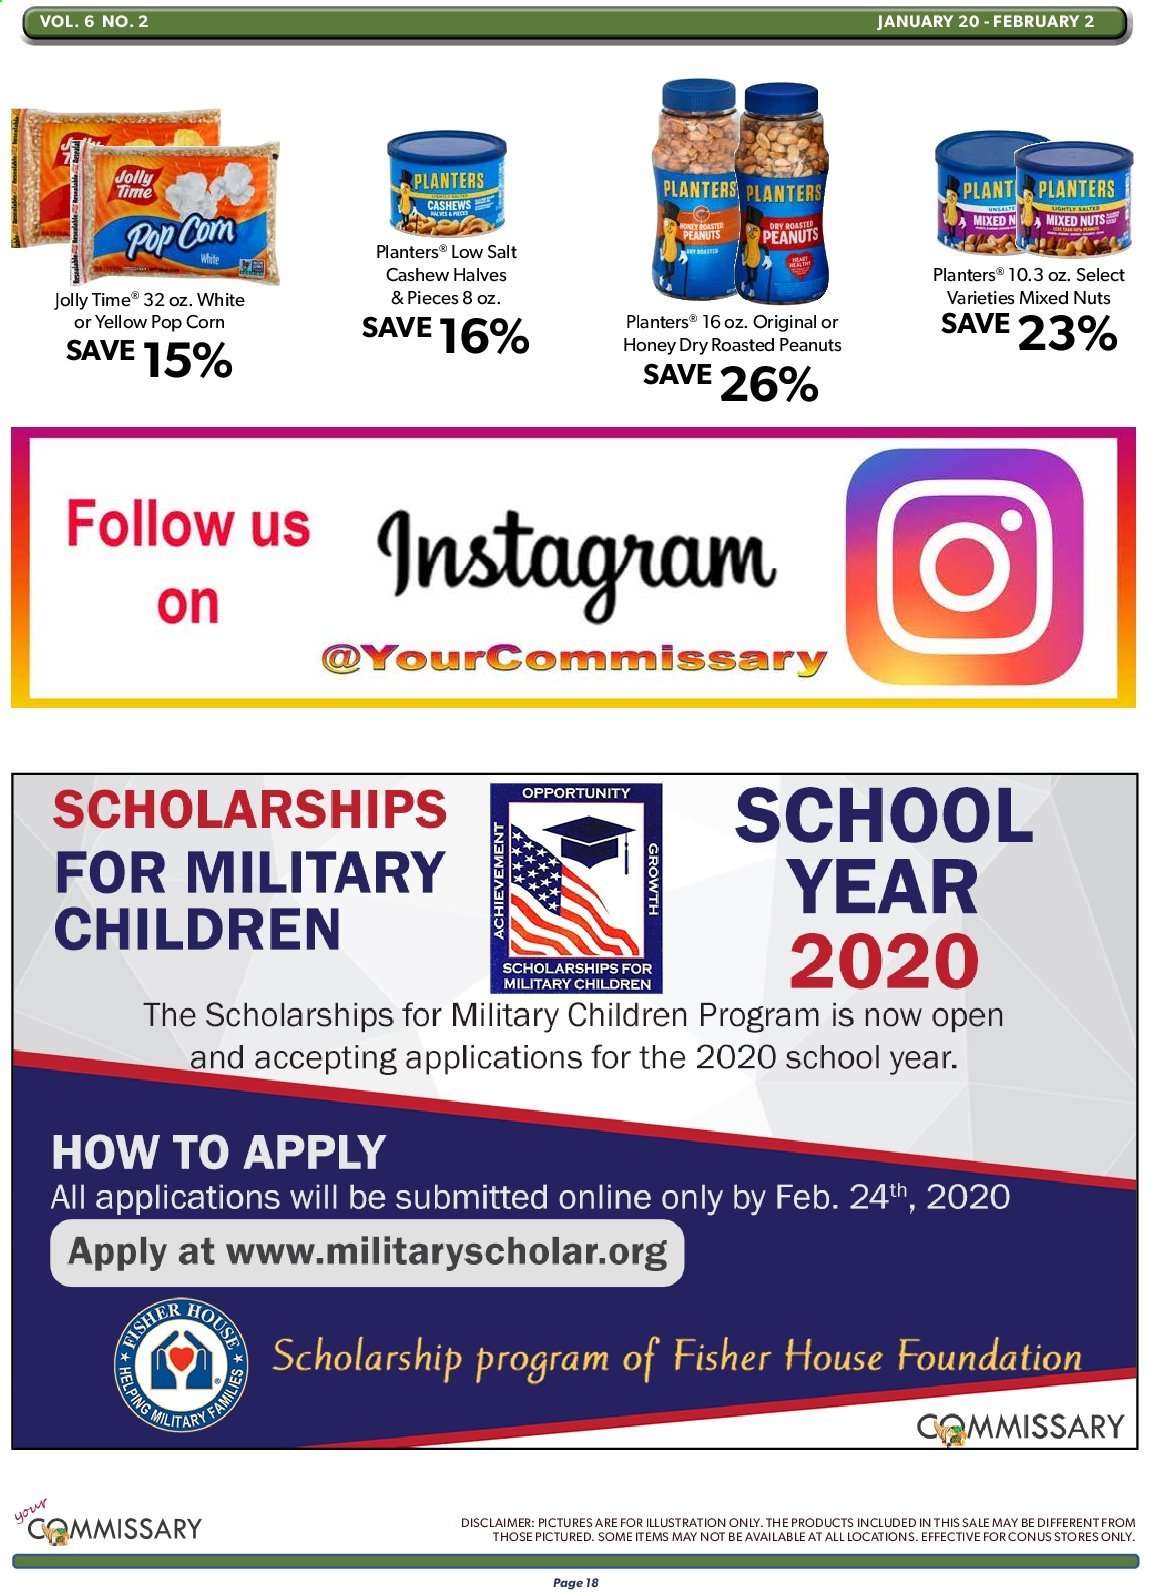 VOL. 6 NO. 2
JANUARY 20 - FEBRUARY 2
Jolly Time
Pop Corn
White
PLANTERS
LIGHTLY SALTED
CASHEWS
HALVES & PIECES
PLANTERS
HONEY ROASTED
PEANUTS
DRY ROASTED
PLANTERS
DRY ROASTED
PEANUTS
HEART HEALTHY
PLANT
UNSALTE
MIXED N
PLANTERS
LIGHTLY SALTED
MIXED NUTS
Jolly Time® 32 oz. White
or Yellow Pop Corn
SAVE 15%
Planters® Low Salt
Cashew Halves
& Pieces 8 oz.
SAVE 16%
Planters® 16 oz. Original or
Honey Dry Roasted Peanuts
SAVE 26%
Planters® 10.3 oz. Select
Varieties Mixed Nuts
SAVE 23%
Follow us
on
Instagram
@YourCommissary
SCHOLARSHIPS
FOR MILITARY
CHILDREN
OPPORTUNITY
ACHIEVEMENT
GROWTH
SCHOLARSHIPS FOR
MILITARY CHILDREN
SCHOOL
YEAR
2020
The Scholarships for Military Children Program is now open
and accepting applications for the 2020 school year.
HOW TO APPLY
All applications will be submitted online only by Feb. 24th, 2020
Apply at www.militaryscholar.org
FISHER HOUSE
HELPING MILITARY FAMILIES
Scholarship program of Fisher House Foundation
COMMISSARY
your
COMMISSARY
DISCLAIMER: PICTURES ARE FOR ILLUSTRATION ONLY. THE PRODUCTS INCLUDED IN THIS SALE MAY BE DIFFERENT FROM
THOSE PICTURED. SOME ITEMS MAY NOT BE AVAILABLE AT ALL LOCATIONS. EFFECTIVE FOR CONUS STORES ONLY.
Page 18